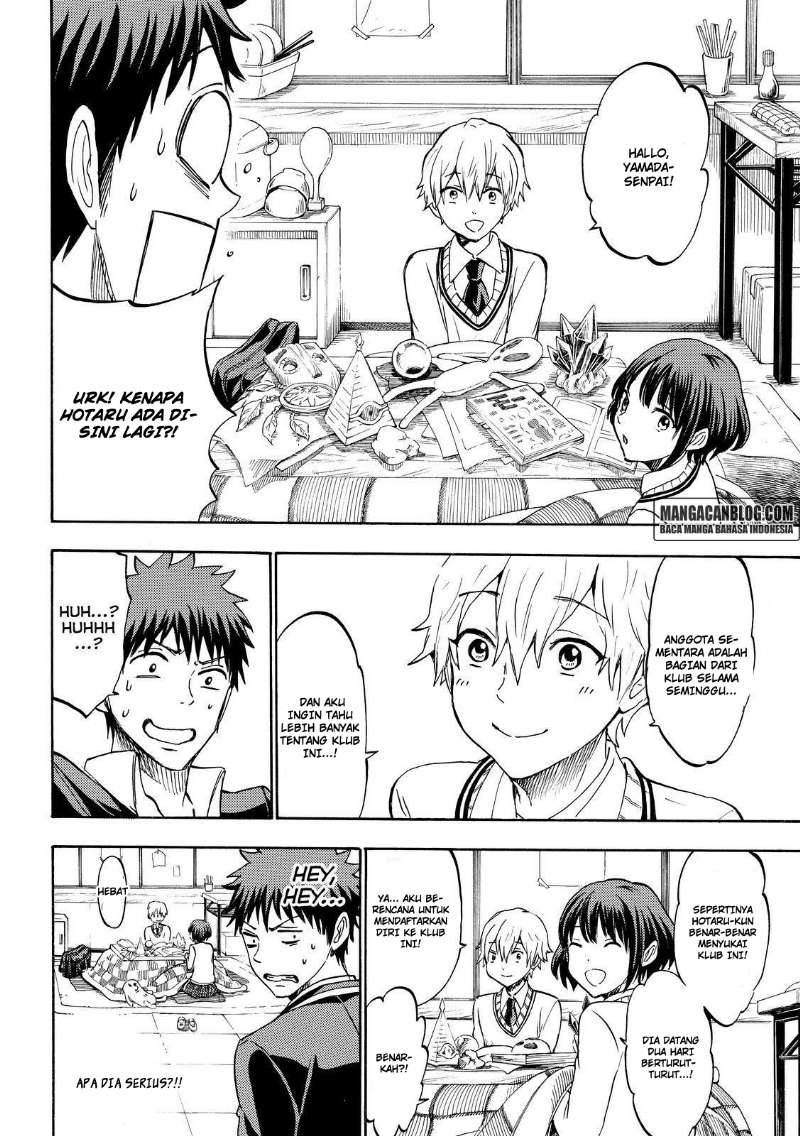 HALLO,
YAMADA-
SENPAI!
URK! KENAPA
HOTARU ADA DI-
SINI LAGI?!
MANGACANBLOG.COM
BACA MANGA BAHASA INDONESIA
ANGGOTA SE-
MENTARA ADALAH
BAGIAN DARI
KLUB SELAMA
SEMINGGU...
DAN AKU
INGIN TAHU
LEBIH BANYAK
TENTANG KLUB
INI...!
HUH...?
HUHHH
...?
SEPERTINYA
HOTARU-KUN
BENAR-BENAR
MENYUKAI
KLUB INI!
DIA DATANG
DUA HARI
BERTURUT-
TURUT...!
YA... AKU BE-
RENCANA UNTUK
MENDAFTARKAN
DIRI KE KLUB
INI!
BENAR-
KAH?!
HEY,
HEY...
HEBAT
APA DIA SERIUS?!!